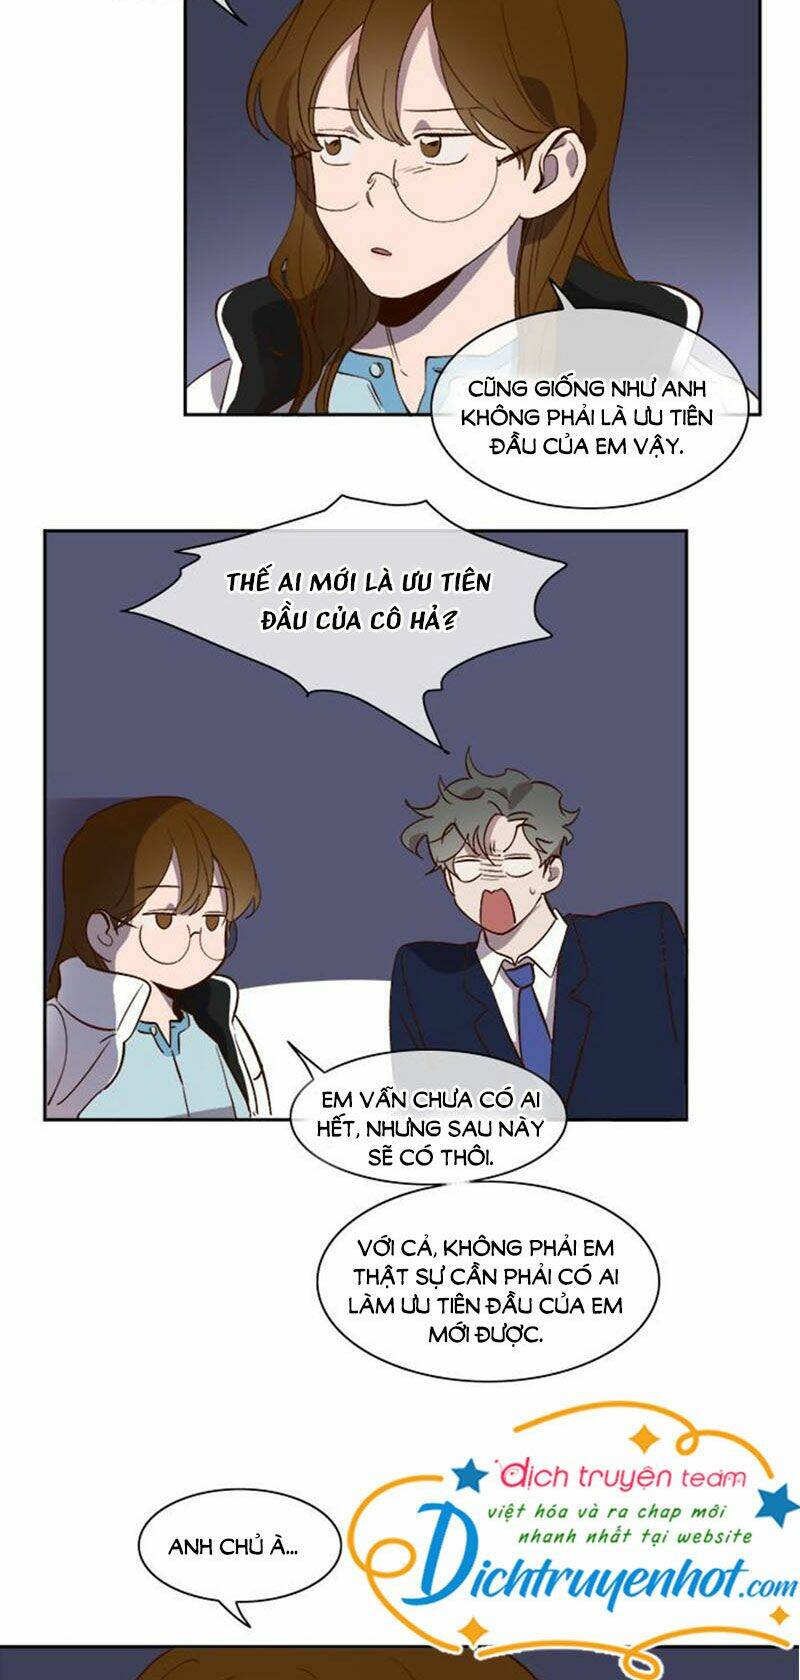 CŨNG GIỐNG NHƯ ANH
KHÔNG PHẢI LÀ ƯU TIÊN
ĐẦU CỦA EM VẬY.
THẾ AI MỚI LÀ ƯU TIÊN
ĐẦU CỦA CÔ HẢ?
EM VẪN CHƯA CÓ AI
HẾT, NHƯNG SAU NÀY
SẼ CÓ THÔI.
VỚI CẢ, KHÔNG PHẢI EM
THẬT SỰ CẦN PHẢI CÓ AI
LÀM ƯU TIÊN ĐẦU CỦA EM
MỚI ĐƯỢC.
dịch truyện team
việt hóa và ra chap mới
nhanh nhất tại website
Dichtruyenhot.com
ANH CHỦ À...